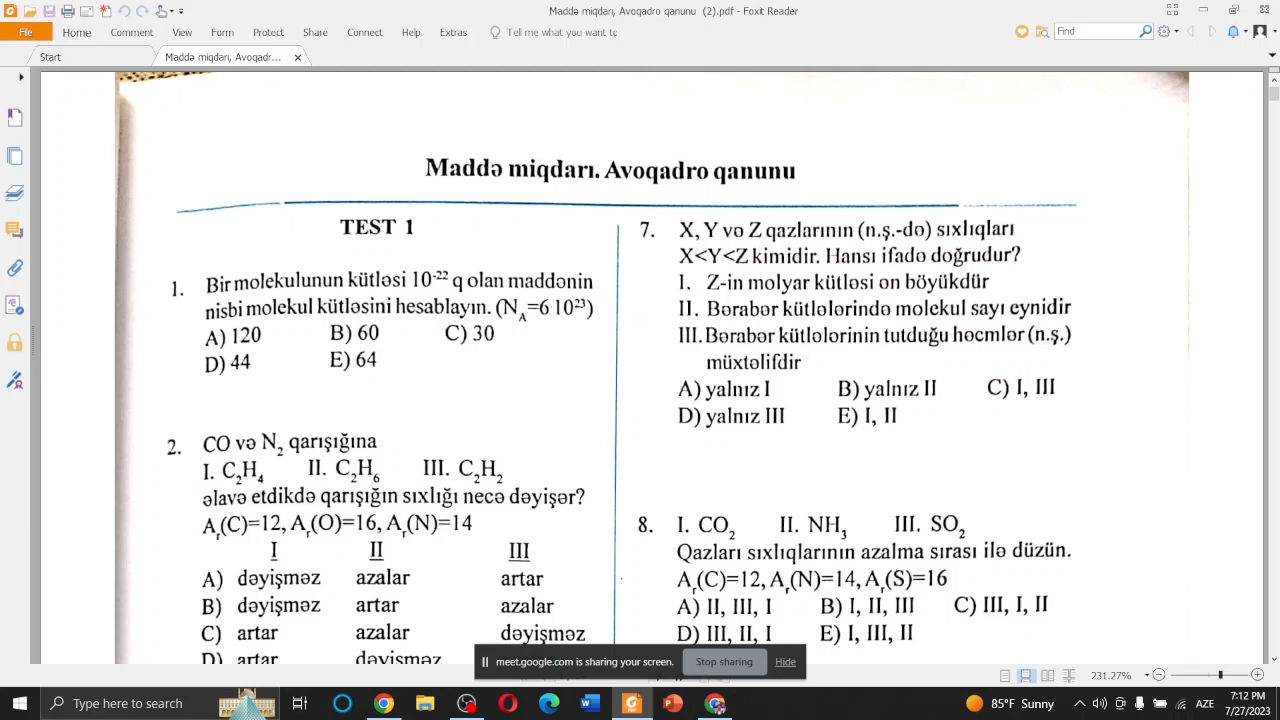 Maddə miqdarı, Avoqadro qanunu (2).pdf - Foxit Reader
File Home Comment View Form Protect Share Connect Help Extras Tell me what you want to Find
Start Maddə miqdarı, Avoqadr...
Maddə miqdarı. Avoqadro qanunu
TEST 1
1. Bir molekulunun kütləsi 10⁻²² q olan maddənin
nisbi molekul kütləsini hesablayın. (N_A=6·10²³)
A) 120 B) 60 C) 30
D) 44 E) 64
2. CO və N₂ qarışığına
I. C₂H₄ II. C₂H₆ III. C₂H₂
əlavə etdikdə qarışığın sıxlığı necə dəyişər?
Aᵣ(C)=12, Aᵣ(O)=16, Aᵣ(N)=14
I II III
A) dəyişməz azalar artar
B) dəyişməz artar azalar
C) artar azalar dəyişməz
D) artar dəyişməz
7. X, Y və Z qazlarının (n.ş.-də) sıxlıqları
X<Y<Z kimidir. Hansı ifadə doğrudur?
I. Z-in molyar kütləsi ən böyükdür
II. Bərabər kütlələrində molekul sayı eynidir
III. Bərabər kütlələrinin tutduğu həcmlər (n.ş.)
müxtəlifdir
A) yalnız I B) yalnız II C) I, III
D) yalnız III E) I, II
8. I. CO₂ II. NH₃ III. SO₂
Qazları sıxlıqlarının azalma sırası ilə düzün.
Aᵣ(C)=12, Aᵣ(N)=14, Aᵣ(S)=16
A) II, III, I B) I, II, III C) III, I, II
D) III, II, I E) I, III, II
meet.google.com is sharing your screen. Stop sharing Hide
231.27%
Type here to search
85°F Sunny AZE 7:12 PM
7/27/2023